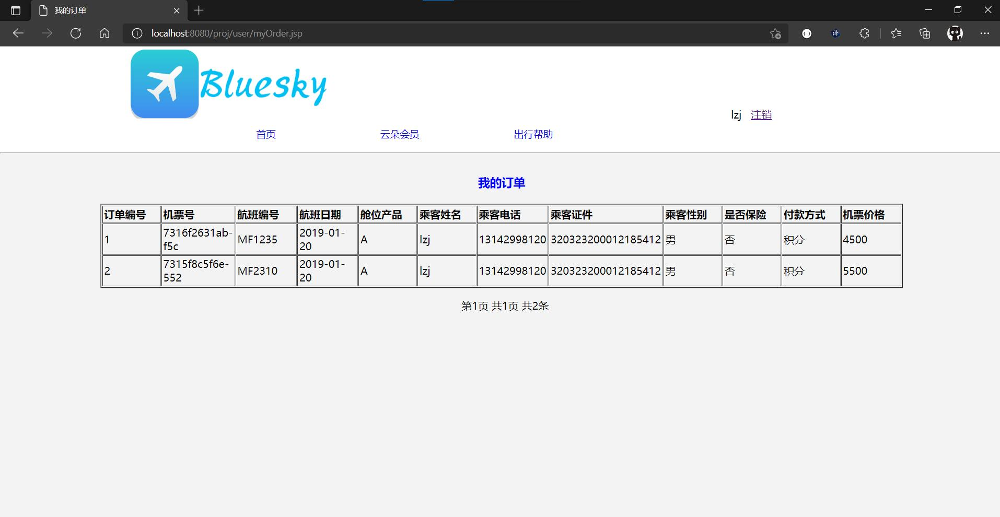 我的订单
localhost:8080/proj/user/myOrder.jsp
译
Bluesky
lzj 注销
首页 云朵会员 出行帮助
我的订单
订单编号 机票号 航班编号 航班日期 舱位产品 乘客姓名 乘客电话 乘客证件 乘客性别 是否保险 付款方式 机票价格
1 7316f2631ab-f5c MF1235 2019-01-20 A lzj 13142998120 320323200012185412 男 否 积分 4500
2 7315f8c5f6e-552 MF2310 2019-01-20 A lzj 13142998120 320323200012185412 男 否 积分 5500
第1页 共1页 共2条